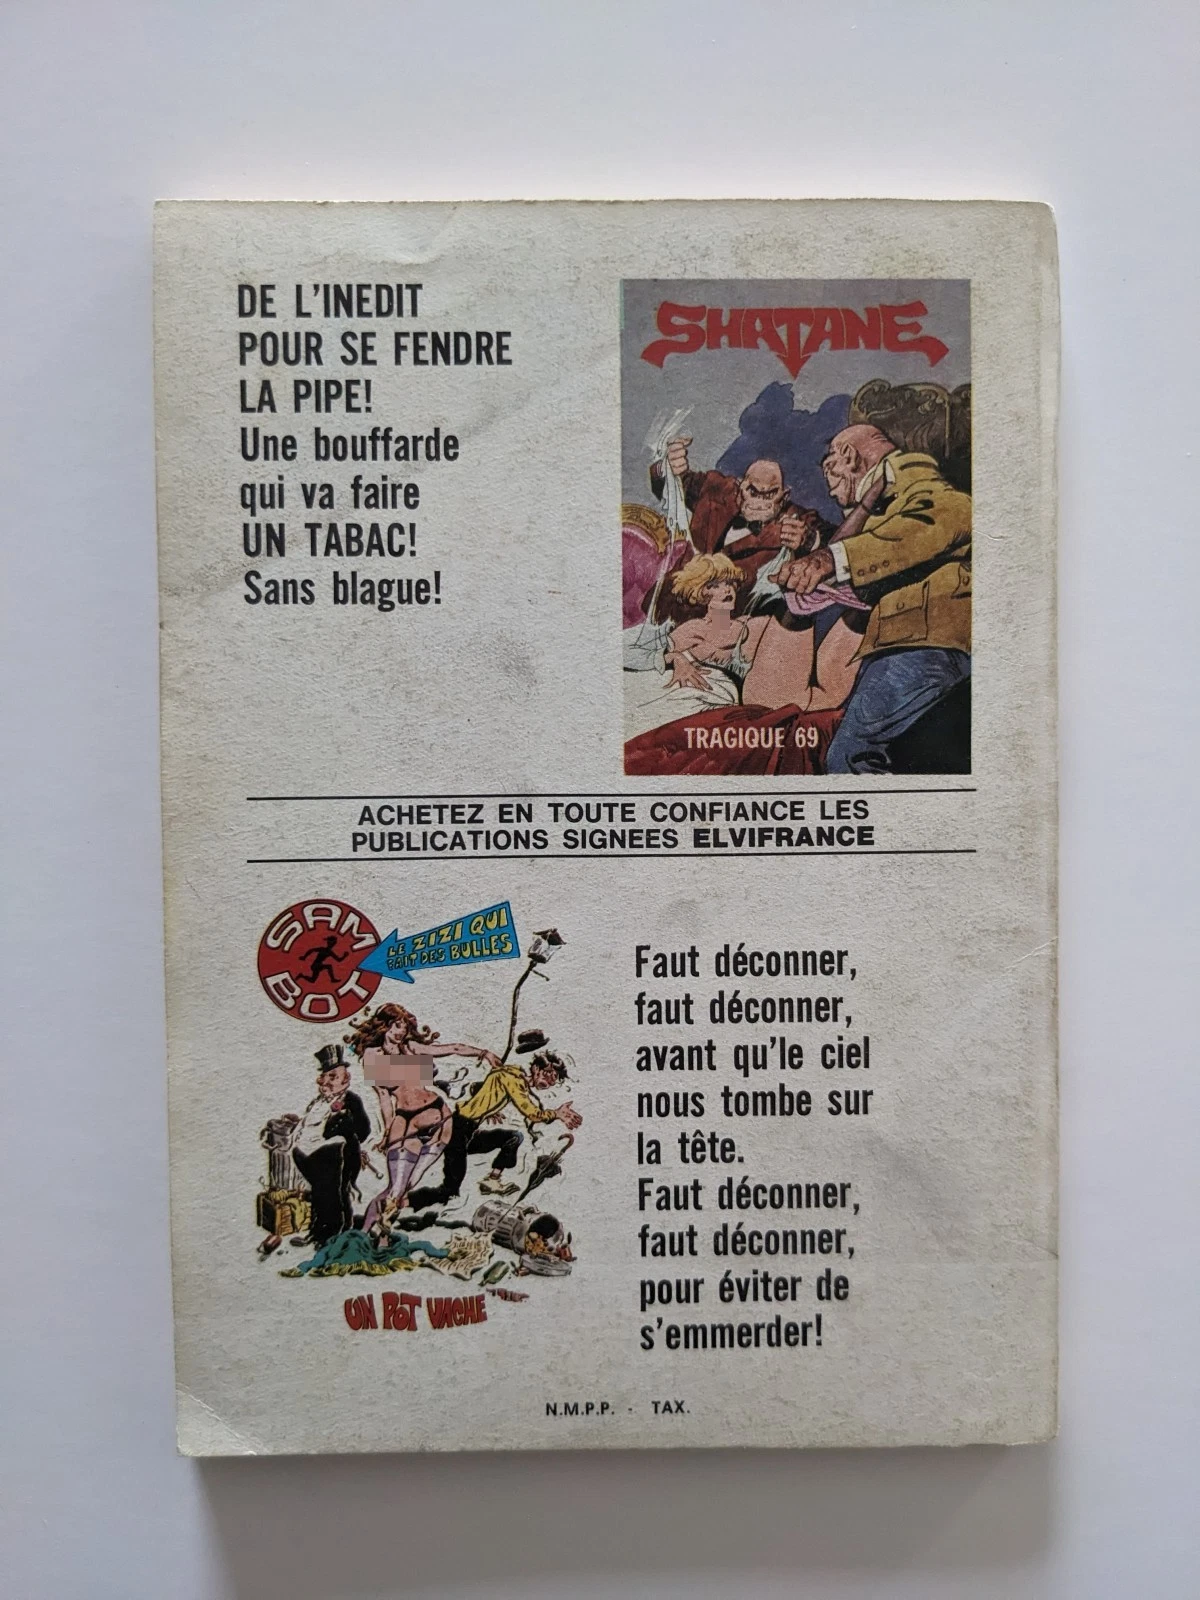 DE L'INEDIT
POUR SE FENDRE
LA PIPE!
Une bouffarde
qui va faire
UN TABAC!
Sans blague!
SHATANE
TRAGIQUE 69
ACHETEZ EN TOUTE CONFIANCE LES
PUBLICATIONS SIGNEES ELVIFRANCE
SAM
BOT
LE ZIZI QUI
FAIT DES BULLES
UN POT VACHE
Faut déconner,
faut déconner,
avant qu'le ciel
nous tombe sur
la tête.
Faut déconner,
faut déconner,
pour éviter de
s'emmerder!
N.M.P.P. - TAX.